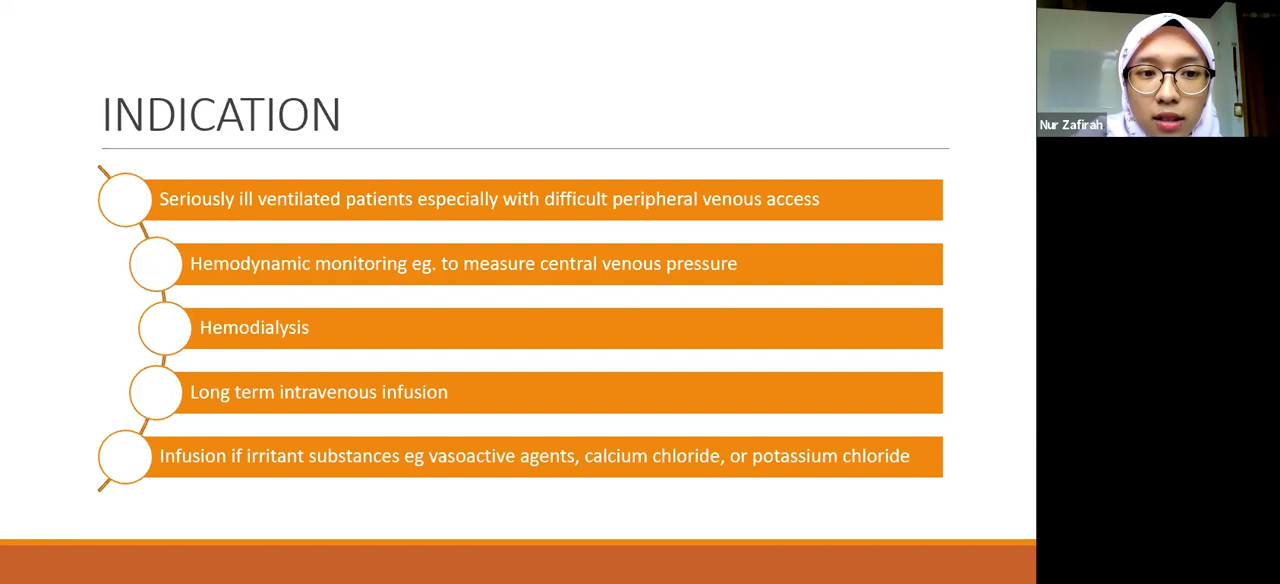 INDICATION
Seriously ill ventilated patients especially with difficult peripheral venous access
Hemodynamic monitoring eg. to measure central venous pressure
Hemodialysis
Long term intravenous infusion
Infusion if irritant substances eg vasoactive agents, calcium chloride, or potassium chloride
Nur Zafirah